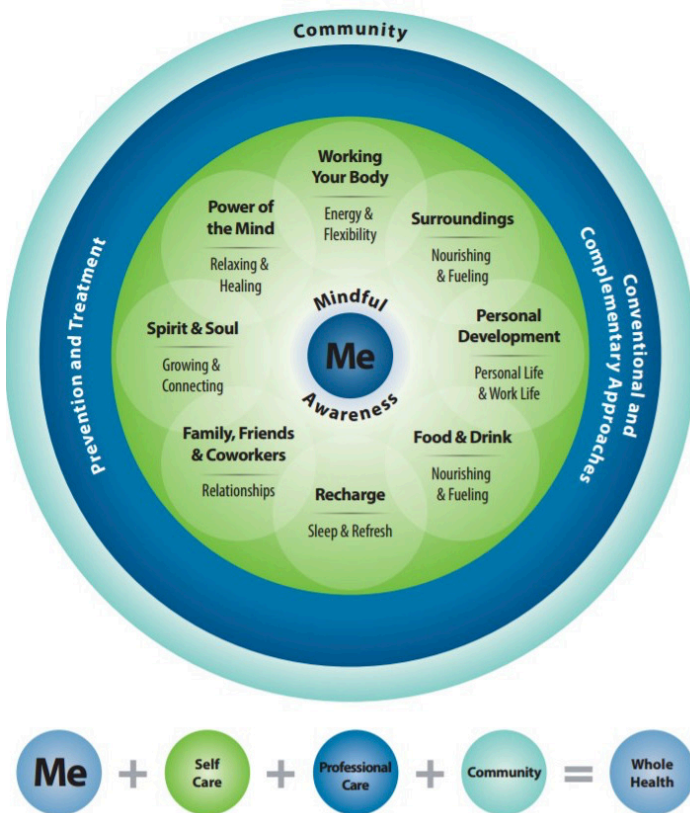 Community
Working
Your Body
Energy &
Flexibility
Power of
the Mind
Relaxing &
Healing
Surroundings
Nourishing
& Fueling
Prevention and Treatment
Conventional and
Complementary Approaches
Mindful
Me
Awareness
Spirit & Soul
Growing &
Connecting
Personal
Development
Personal Life
& Work Life
Family, Friends
& Coworkers
Relationships
Food & Drink
Nourishing
& Fueling
Recharge
Sleep & Refresh
Me + Self Care + Professional Care + Community = Whole Health